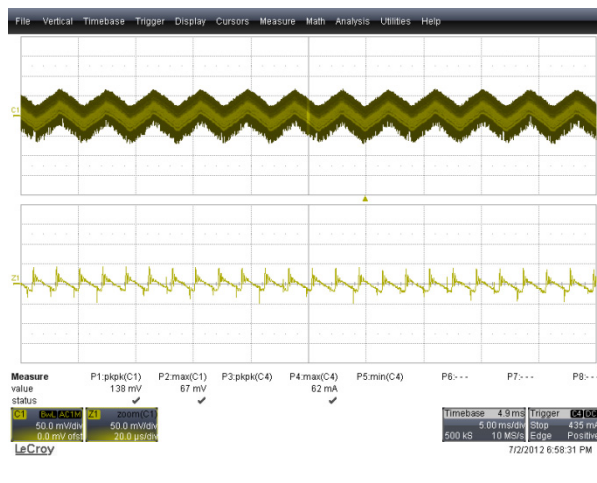 File Vertical Timebase Trigger Display Cursors Measure Math Analysis Utilities Help
C1
Z1
Measure P1:pkpk(C1) P2:max(C1) P3:pkpk(C4) P4:max(C4) P5:min(C4) P6:- - - P7:- - - P8:- -
value 138 mV 67 mV 62 mA
status
C1 BwL AC1M Z1 zoom(C1) Timebase 4.9 ms Trigger C4 DC
50.0 mV/div 50.0 mV/div 5.00 ms/div Stop 435 mA
0.0 mV ofst 20.0 µs/div 500 kS 10 MS/s Edge Positive
LeCroy 7/2/2012 6:58:31 PM